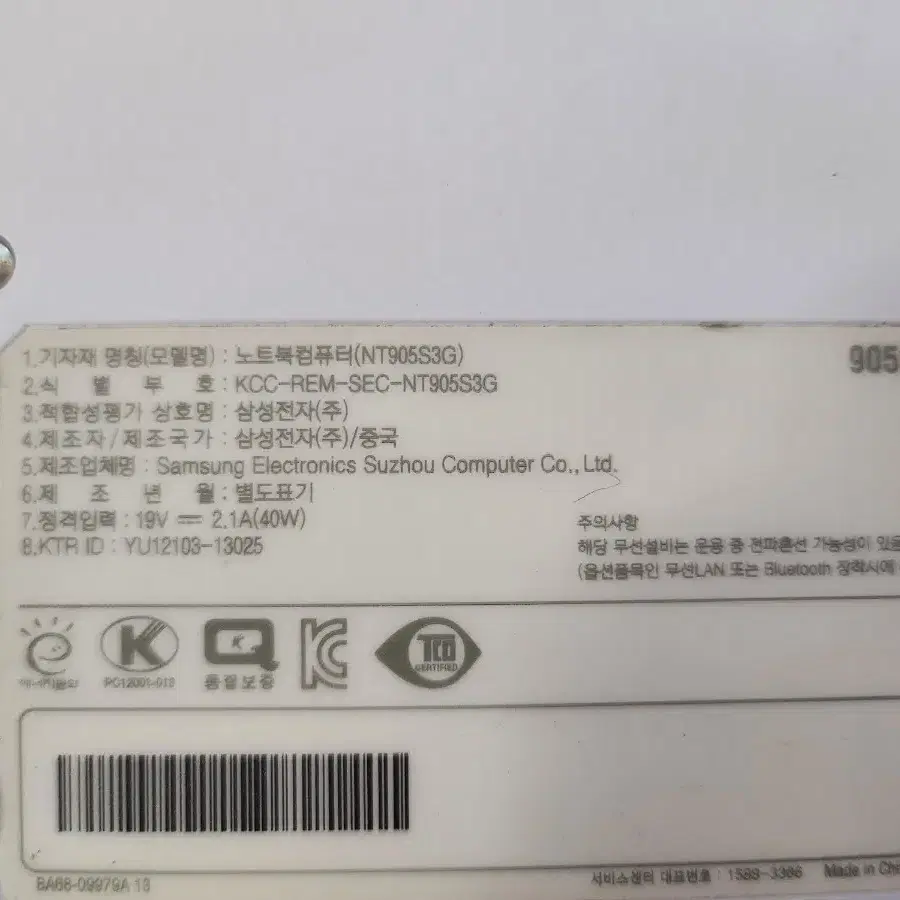 1.기자재 명칭(모델명) : 노트북컴퓨터(NT905S3G)
905
2.식 별 부 호 : KCC-REM-SEC-NT905S3G
3.적합성평가 상호명 : 삼성전자(주)
4.제조자/제조국가 : 삼성전자(주)/중국
5.제조업체명 : Samsung Electronics Suzhou Computer Co., Ltd.
6.제 조 년 월 : 별도표기
7.정격입력 : 19V 2.1A(40W)
8.KTR ID : YU12103-13025
주의사항
해당 무선설비는 운용 중 전파혼선 가능성이 있음
(옵션품목인 무선LAN 또는 Bluetooth 장착시에
K
K Q
KC
TCO
CERTIFIED
품질보증
BA68-09979A 13
서비스센터 대표번호 : 1588-3366 Made in